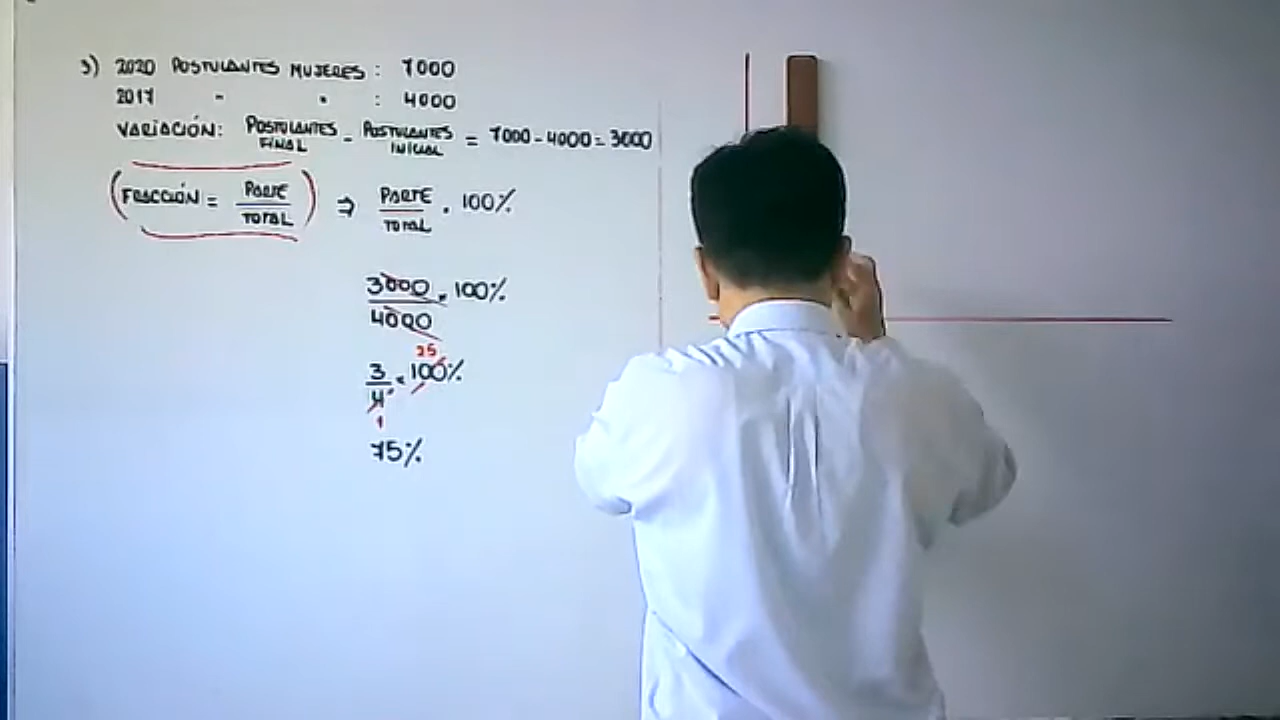 3) 2020 POSTULANTES MUJERES : 7000
2017 " " : 4000
VARIACIÓN: POSTULANTES FINAL - POSTULANTES INICIAL = 7000 - 4000 = 3000
(FRACCIÓN = PARTE / TOTAL) ⇒ PARTE / TOTAL . 100%
3000 / 4000 . 100%
25
3 / 4 . 100%
1
75%